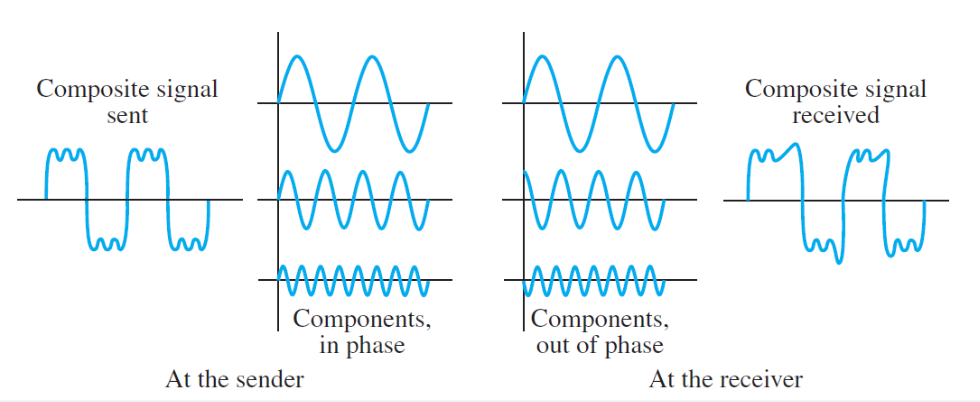 Composite signal
sent
Components,
in phase
At the sender
Components,
out of phase
Composite signal
received
At the receiver